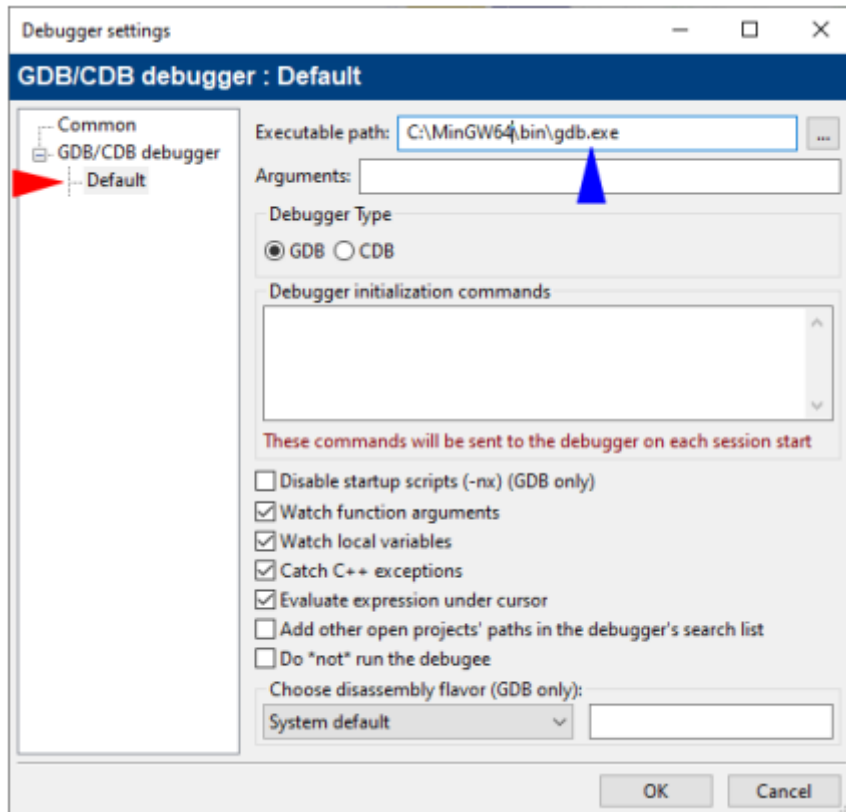 Debugger settings
GDB/CDB debugger : Default
Common
GDB/CDB debugger
Default
Executable path: C:\MinGW64\bin\gdb.exe ...
Arguments:
Debugger Type
GDB CDB
Debugger initialization commands
These commands will be sent to the debugger on each session start
Disable startup scripts (-nx) (GDB only)
Watch function arguments
Watch local variables
Catch C++ exceptions
Evaluate expression under cursor
Add other open projects' paths in the debugger's search list
Do *not* run the debugee
Choose disassembly flavor (GDB only):
System default
OK Cancel